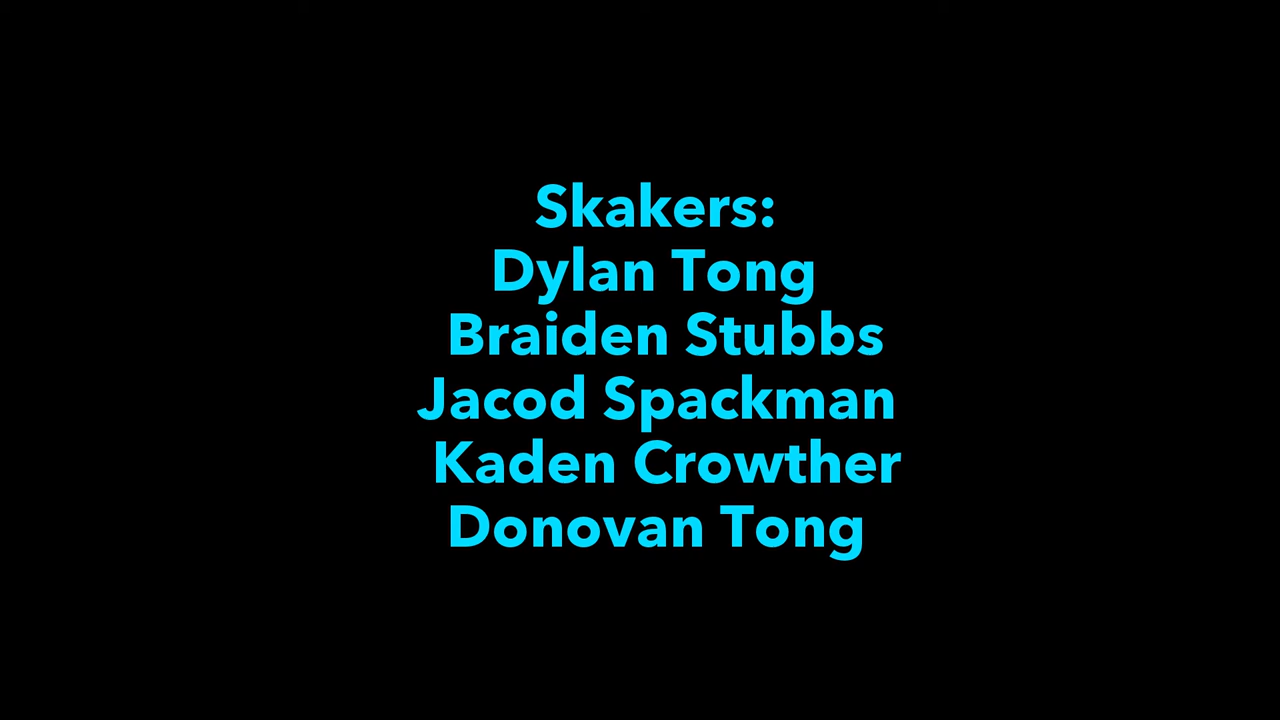 Skakers:
Dylan Tong
Braiden Stubbs
Jacod Spackman
Kaden Crowther
Donovan Tong